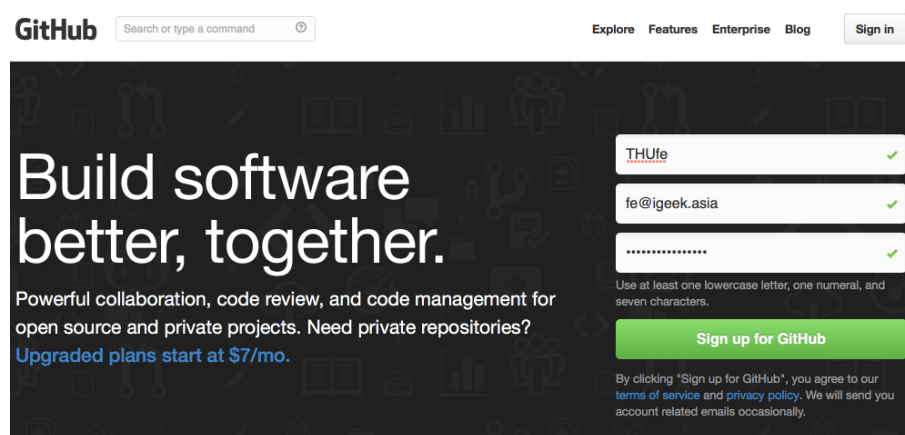 GitHub Search or type a command Explore Features Enterprise Blog Sign in
Build software
better, together.
Powerful collaboration, code review, and code management for
open source and private projects. Need private repositories?
Upgraded plans start at $7/mo.
THUfe
fe@igeek.asia
••••••••••••••••
Use at least one lowercase letter, one numeral, and
seven characters.
Sign up for GitHub
By clicking "Sign up for GitHub", you agree to our
terms of service and privacy policy. We will send you
account related emails occasionally.